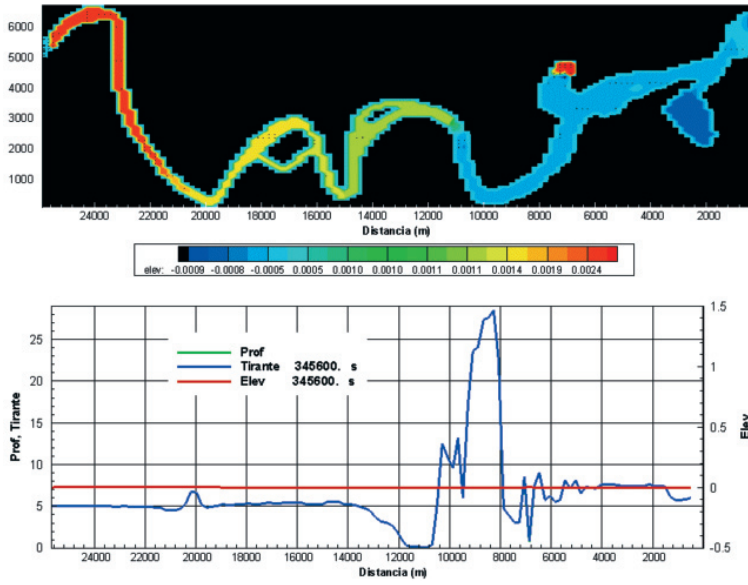 6000
5000
4000
3000
2000
1000
24000 22000 20000 18000 16000 14000 12000 10000 8000 6000 4000 2000
Distancia (m)
elev: -0.0009 -0.0008 -0.0005 0.0005 0.0010 0.0010 0.0011 0.0011 0.0014 0.0019 0.0024
25
20
15
10
5
0
Prof, Tirante
Prof
Tirante 345600. s
Elev 345600. s
1.5
1
0.5
0
-0.5
Elev
24000 22000 20000 18000 16000 14000 12000 10000 8000 6000 4000 2000
Distancia (m)